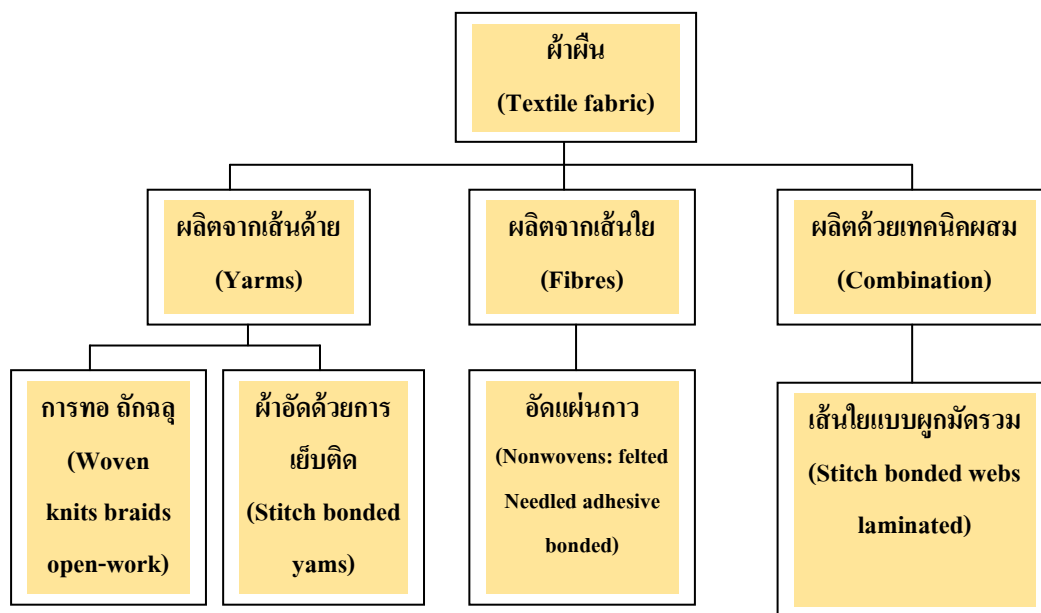 ผ้าผืน
(Textile fabric)
ผลิตจากเส้นด้าย
(Yarms)
ผลิตจากเส้นใย
(Fibres)
ผลิตด้วยเทคนิคผสม
(Combination)
การทอ ถักฉลุ
(Woven
knits braids
open-work)
ผ้าอัดด้วยการ
เย็บติด
(Stitch bonded
yams)
อัดแผ่นกาว
(Nonwovens: felted
Needled adhesive
bonded)
เส้นใยแบบผูกมัดรวม
(Stitch bonded webs
laminated)